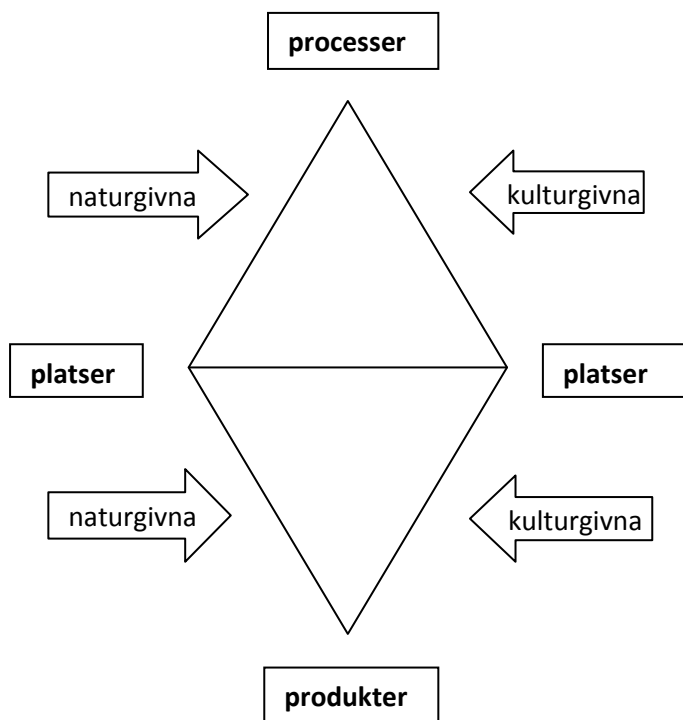 processer
naturgivna
kulturgivna
platser
platser
naturgivna
kulturgivna
produkter